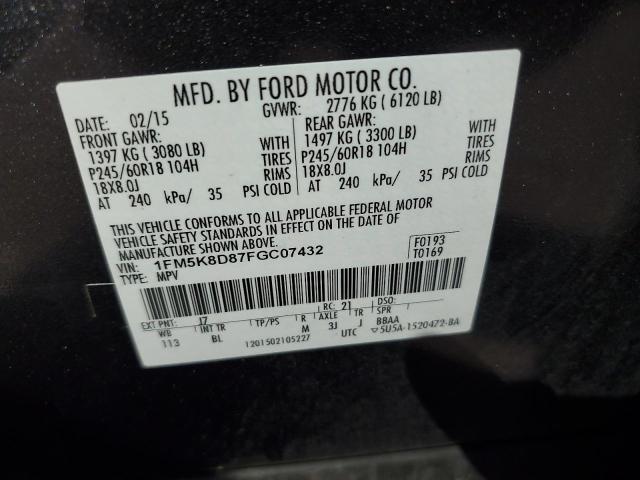 MFD. BY FORD MOTOR CO.
DATE: 02/15 GVWR: 2776 KG ( 6120 LB)
FRONT GAWR: REAR GAWR:
1397 KG ( 3080 LB) WITH 1497 KG ( 3300 LB) WITH
P245/60R18 104H TIRES P245/60R18 104H TIRES
18X8.0J RIMS 18X8.0J RIMS
AT 240 kPa/ 35 PSI COLD AT 240 kPa/ 35 PSI COLD
THIS VEHICLE CONFORMS TO ALL APPLICABLE FEDERAL MOTOR
VEHICLE SAFETY STANDARDS IN EFFECT ON THE DATE OF
MANUFACTURE SHOWN ABOVE.
VIN: 1FM5K8D87FGC07432 F0193
TYPE: MPV T0169
EXT PNT: J7 RC: 21 DSO:
WB INT TR TP/PS R AXLE TR SPR
113 BL M 3J J BBAA
1201502105227 UTC ▽5U5A-1520472-BA